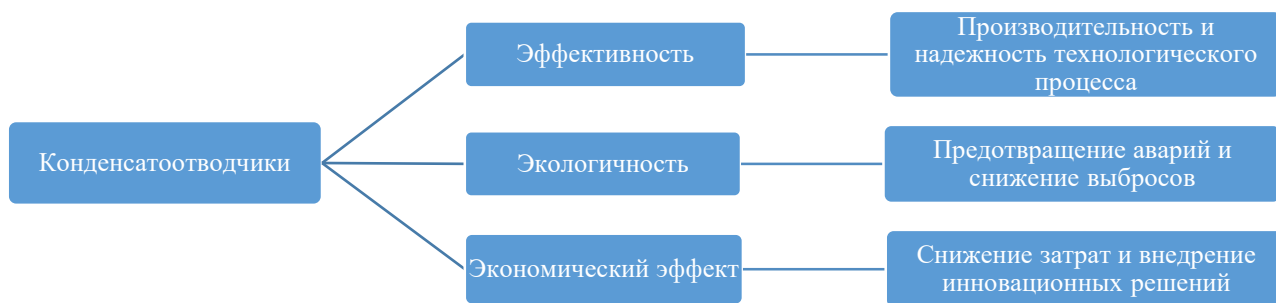 Конденсатоотводчики
Эффективность
Производительность и
надежность технологического
процесса
Экологичность
Предотвращение аварий и
снижение выбросов
Экономический эффект
Снижение затрат и внедрение
инновационных решений